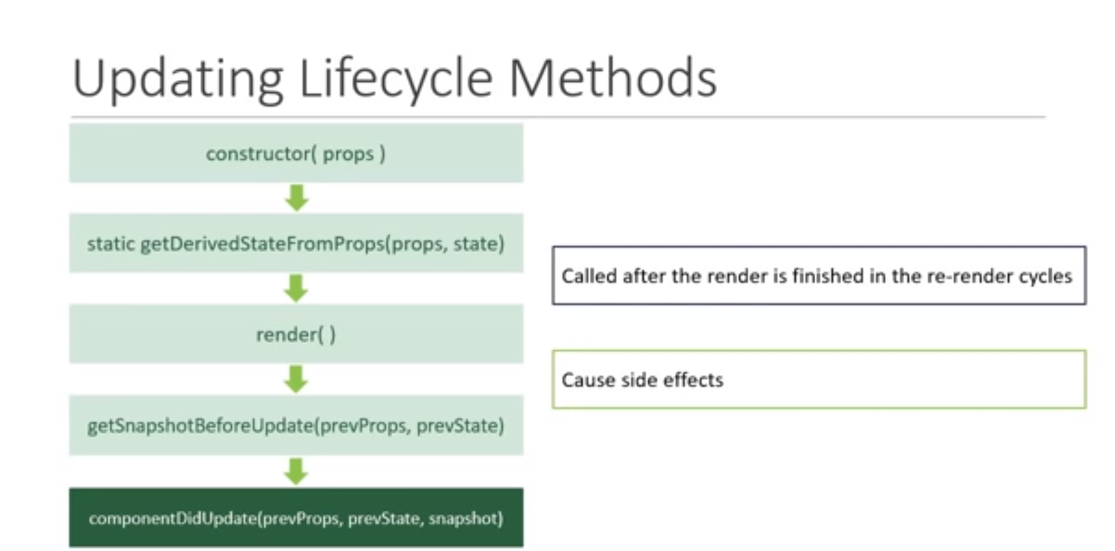 Updating Lifecycle Methods
constructor( props )
static getDerivedStateFromProps(props, state)
render( )
getSnapshotBeforeUpdate(prevProps, prevState)
componentDidUpdate(prevProps, prevState, snapshot)
Called after the render is finished in the re-render cycles
Cause side effects